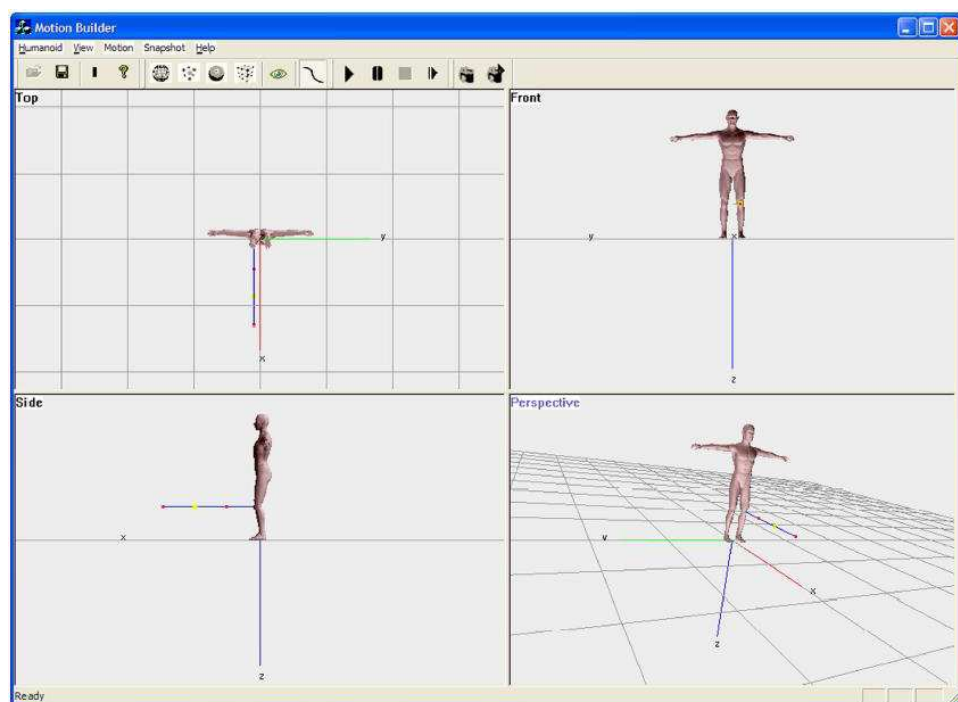 Motion Builder
Humanoid View Motion Snapshot Help
Top
y
x
Front
y
x
z
Side
x
z
Perspective
y
x
z
Ready